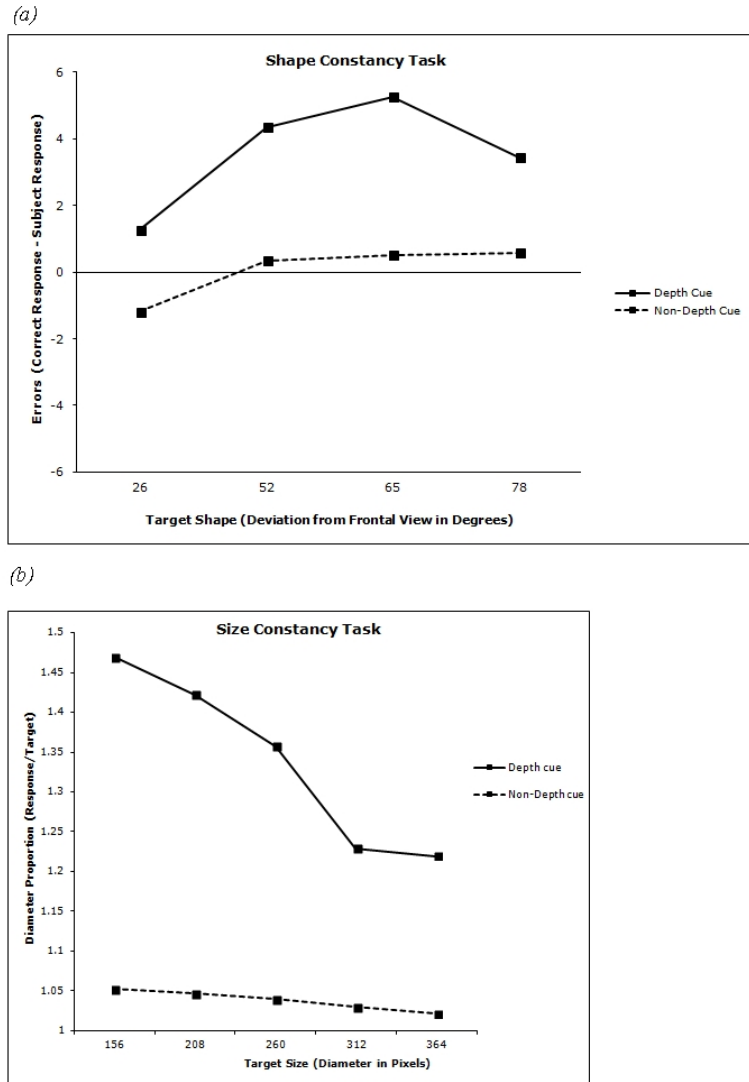 (a)
Shape Constancy Task
Errors (Correct Response - Subject Response)
6
4
2
0
-2
-4
-6
26 52 65 78
Target Shape (Deviation from Frontal View in Degrees)
Depth Cue
Non-Depth Cue
(b)
Size Constancy Task
Diameter Proportion (Response/Target)
1.5
1.45
1.4
1.35
1.3
1.25
1.2
1.15
1.1
1.05
1
156 208 260 312 364
Target Size (Diameter in Pixels)
Depth cue
Non-Depth cue